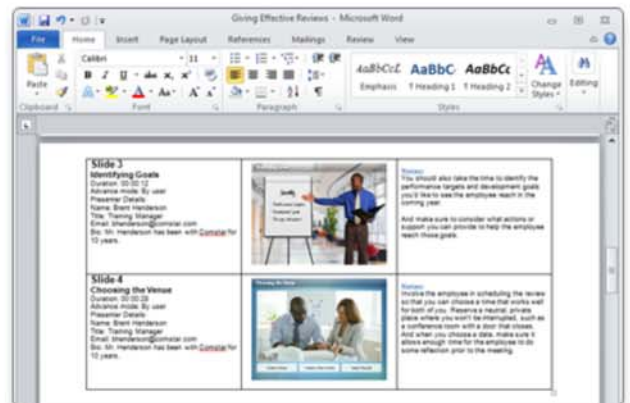 Giving Effective Reviews - Microsoft Word
File Home Insert Page Layout References Mailings Review View
Paste
Calibri 11
B I U abe x, x²
Aa A A
AaBbCcL AaBbC AaBbCc
Emphasis ¶ Heading 1 ¶ Heading 2
Change Styles
Editing
Clipboard Font Paragraph Styles
Slide 3
Identifying Goals
Duration: 00:00:12
Advance mode: By user
Presenter Details
Name: Brent Henderson
Title: Training Manager
Email: bhenderson@comstar.com
Bio: Mr. Henderson has been with Comstar for
10 years.
Notes:
You should also take the time to identify the
performance targets and development goals
you'd like to see the employee reach in the
coming year.
And make sure to consider what actions or
support you can provide to help the employee
reach those goals.
Slide 4
Choosing the Venue
Duration: 00:00:28
Advance mode: By user
Presenter Details
Name: Brent Henderson
Title: Training Manager
Email: bhenderson@comstar.com
Bio: Mr. Henderson has been with Comstar for
10 years.
Notes:
Involve the employee in scheduling the review
so that you can choose a time that works well
for both of you. Reserve a neutral, private
place where you won't be interrupted, such as
a conference room with a door that closes.
And when you choose a date, make sure it
allows enough time for the employee to do
some reflection prior to the meeting.